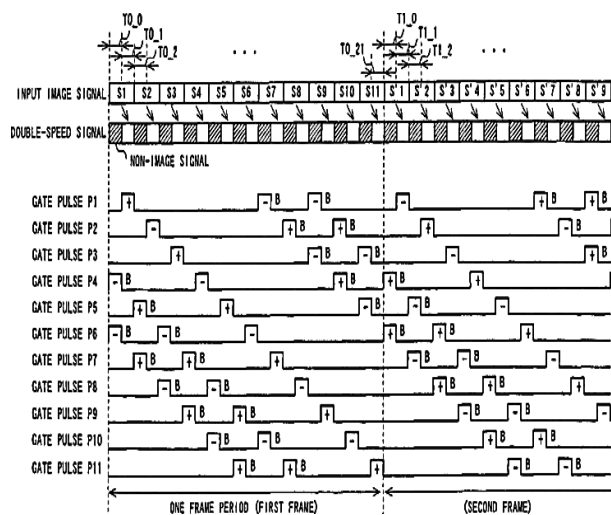 T0_0
T0_1
T0_2
T0_21
T1_0
T1_1
T1_2
...
...
INPUT IMAGE SIGNAL S1 S2 S3 S4 S5 S6 S7 S8 S9 S10 S11 S'1 S'2 S'3 S'4 S'5 S'6 S'7 S'8 S'9
DOUBLE-SPEED SIGNAL
NON-IMAGE SIGNAL
GATE PULSE P1 + - B - B - + B + B
GATE PULSE P2 - + B + B + - B
GATE PULSE P3 + - B - B - + B
GATE PULSE P4 - B - + B + B +
GATE PULSE P5 + B + - B - B -
GATE PULSE P6 - B - B - + B + B +
GATE PULSE P7 + B + B + - B - B -
GATE PULSE P8 - B - B - + B + B + B
GATE PULSE P9 + B + B + - B - B -
GATE PULSE P10 - B - B - + B + B
GATE PULSE P11 + B + B + - B - B
ONE FRAME PERIOD (FIRST FRAME) (SECOND FRAME)